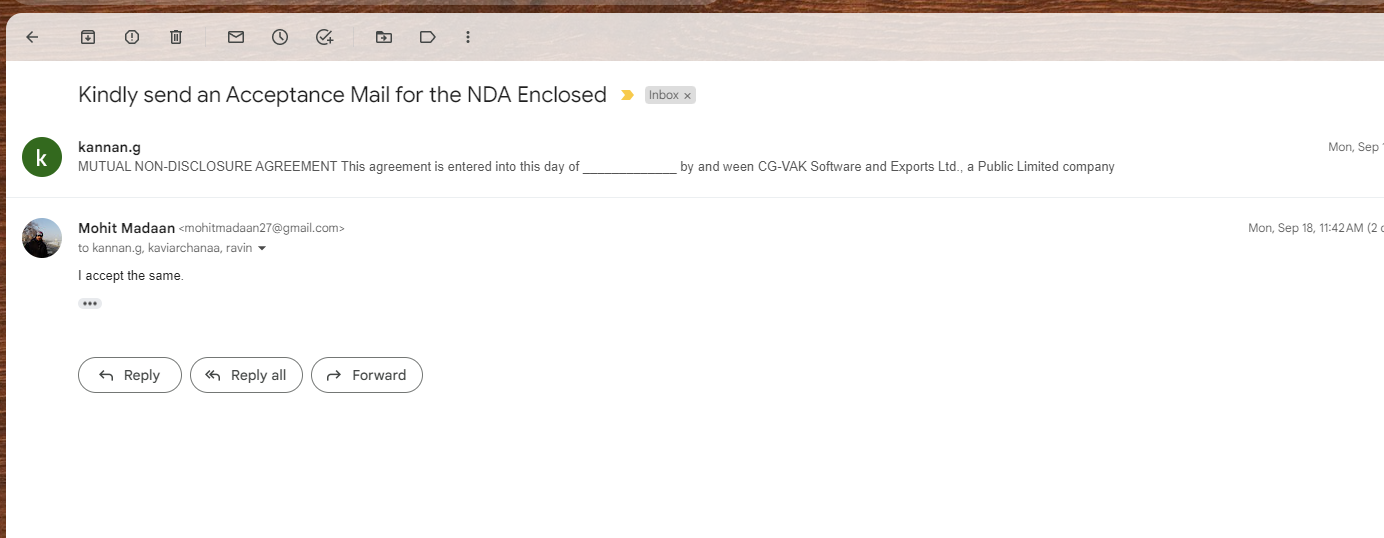 Kindly send an Acceptance Mail for the NDA Enclosed Inbox ×
k
kannan.g Mon, Sep
MUTUAL NON-DISCLOSURE AGREEMENT This agreement is entered into this day of _____________ by and ween CG-VAK Software and Exports Ltd., a Public Limited company
Mohit Madaan <mohitmadaan27@gmail.com> Mon, Sep 18, 11:42 AM (2 d
to kannan.g, kaviarchanaa, ravin
I accept the same.
•••
Reply Reply all Forward